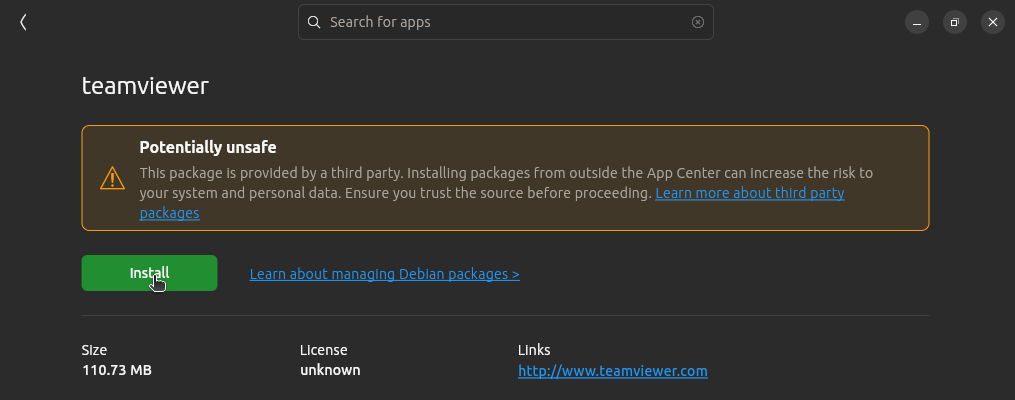 Search for apps
teamviewer
Potentially unsafe
This package is provided by a third party. Installing packages from outside the App Center can increase the risk to
your system and personal data. Ensure you trust the source before proceeding. Learn more about third party
packages
Install
Learn about managing Debian packages >
Size
License
Links
110.73 MB
unknown
http://www.teamviewer.com